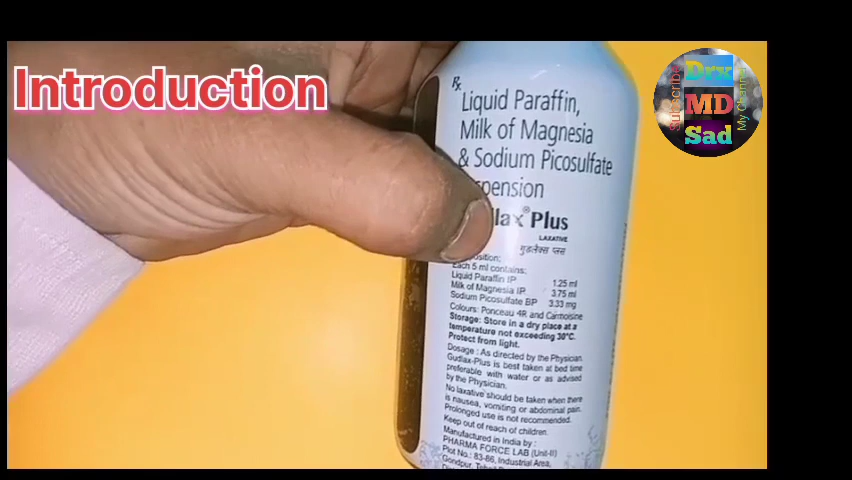 Introduction
Subscribe
Drx
MD
Sad
My Channel
Rx
Liquid Paraffin,
Milk of Magnesia
& Sodium Picosulfate
Plus
LAXATIVE
गुडलैक्स प्लस
Each 5 ml contains:
Liquid Paraffin IP 1.25 ml
Milk of Magnesia IP 3.75 ml
Sodium Picosulfate BP 3.33 mg
Colours: Ponceau 4R and Carmoisine
Storage: Store in a dry place at a
temperature not exceeding 30°C.
Protect from light.
Dosage : As directed by the Physician.
Gudlax-Plus is best taken at bed time
preferable with water or as advised
by the Physician.
No laxative should be taken when there
is nausea, vomiting or abdominal pain.
Prolonged use is not recommended.
Keep out of reach of children.
Manufactured in India by :
PHARMA FORCE LAB (Unit-II)
Plot No.: 83-86, Industrial Area,
Gondpur,